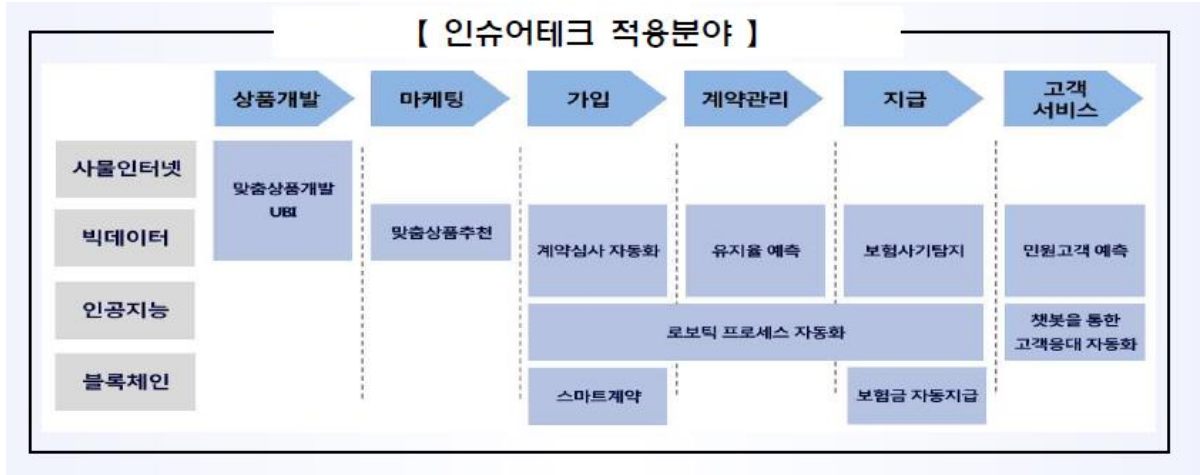 【 인슈어테크 적용분야 】
상품개발
마케팅
가입
계약관리
지급
고객
서비스
사물인터넷
맞춤상품개발
UBI
빅데이터
맞춤상품추천
계약심사 자동화
유지율 예측
보험사기탐지
민원고객 예측
인공지능
로보틱 프로세스 자동화
챗봇을 통한
고객응대 자동화
블록체인
스마트계약
보험금 자동지급